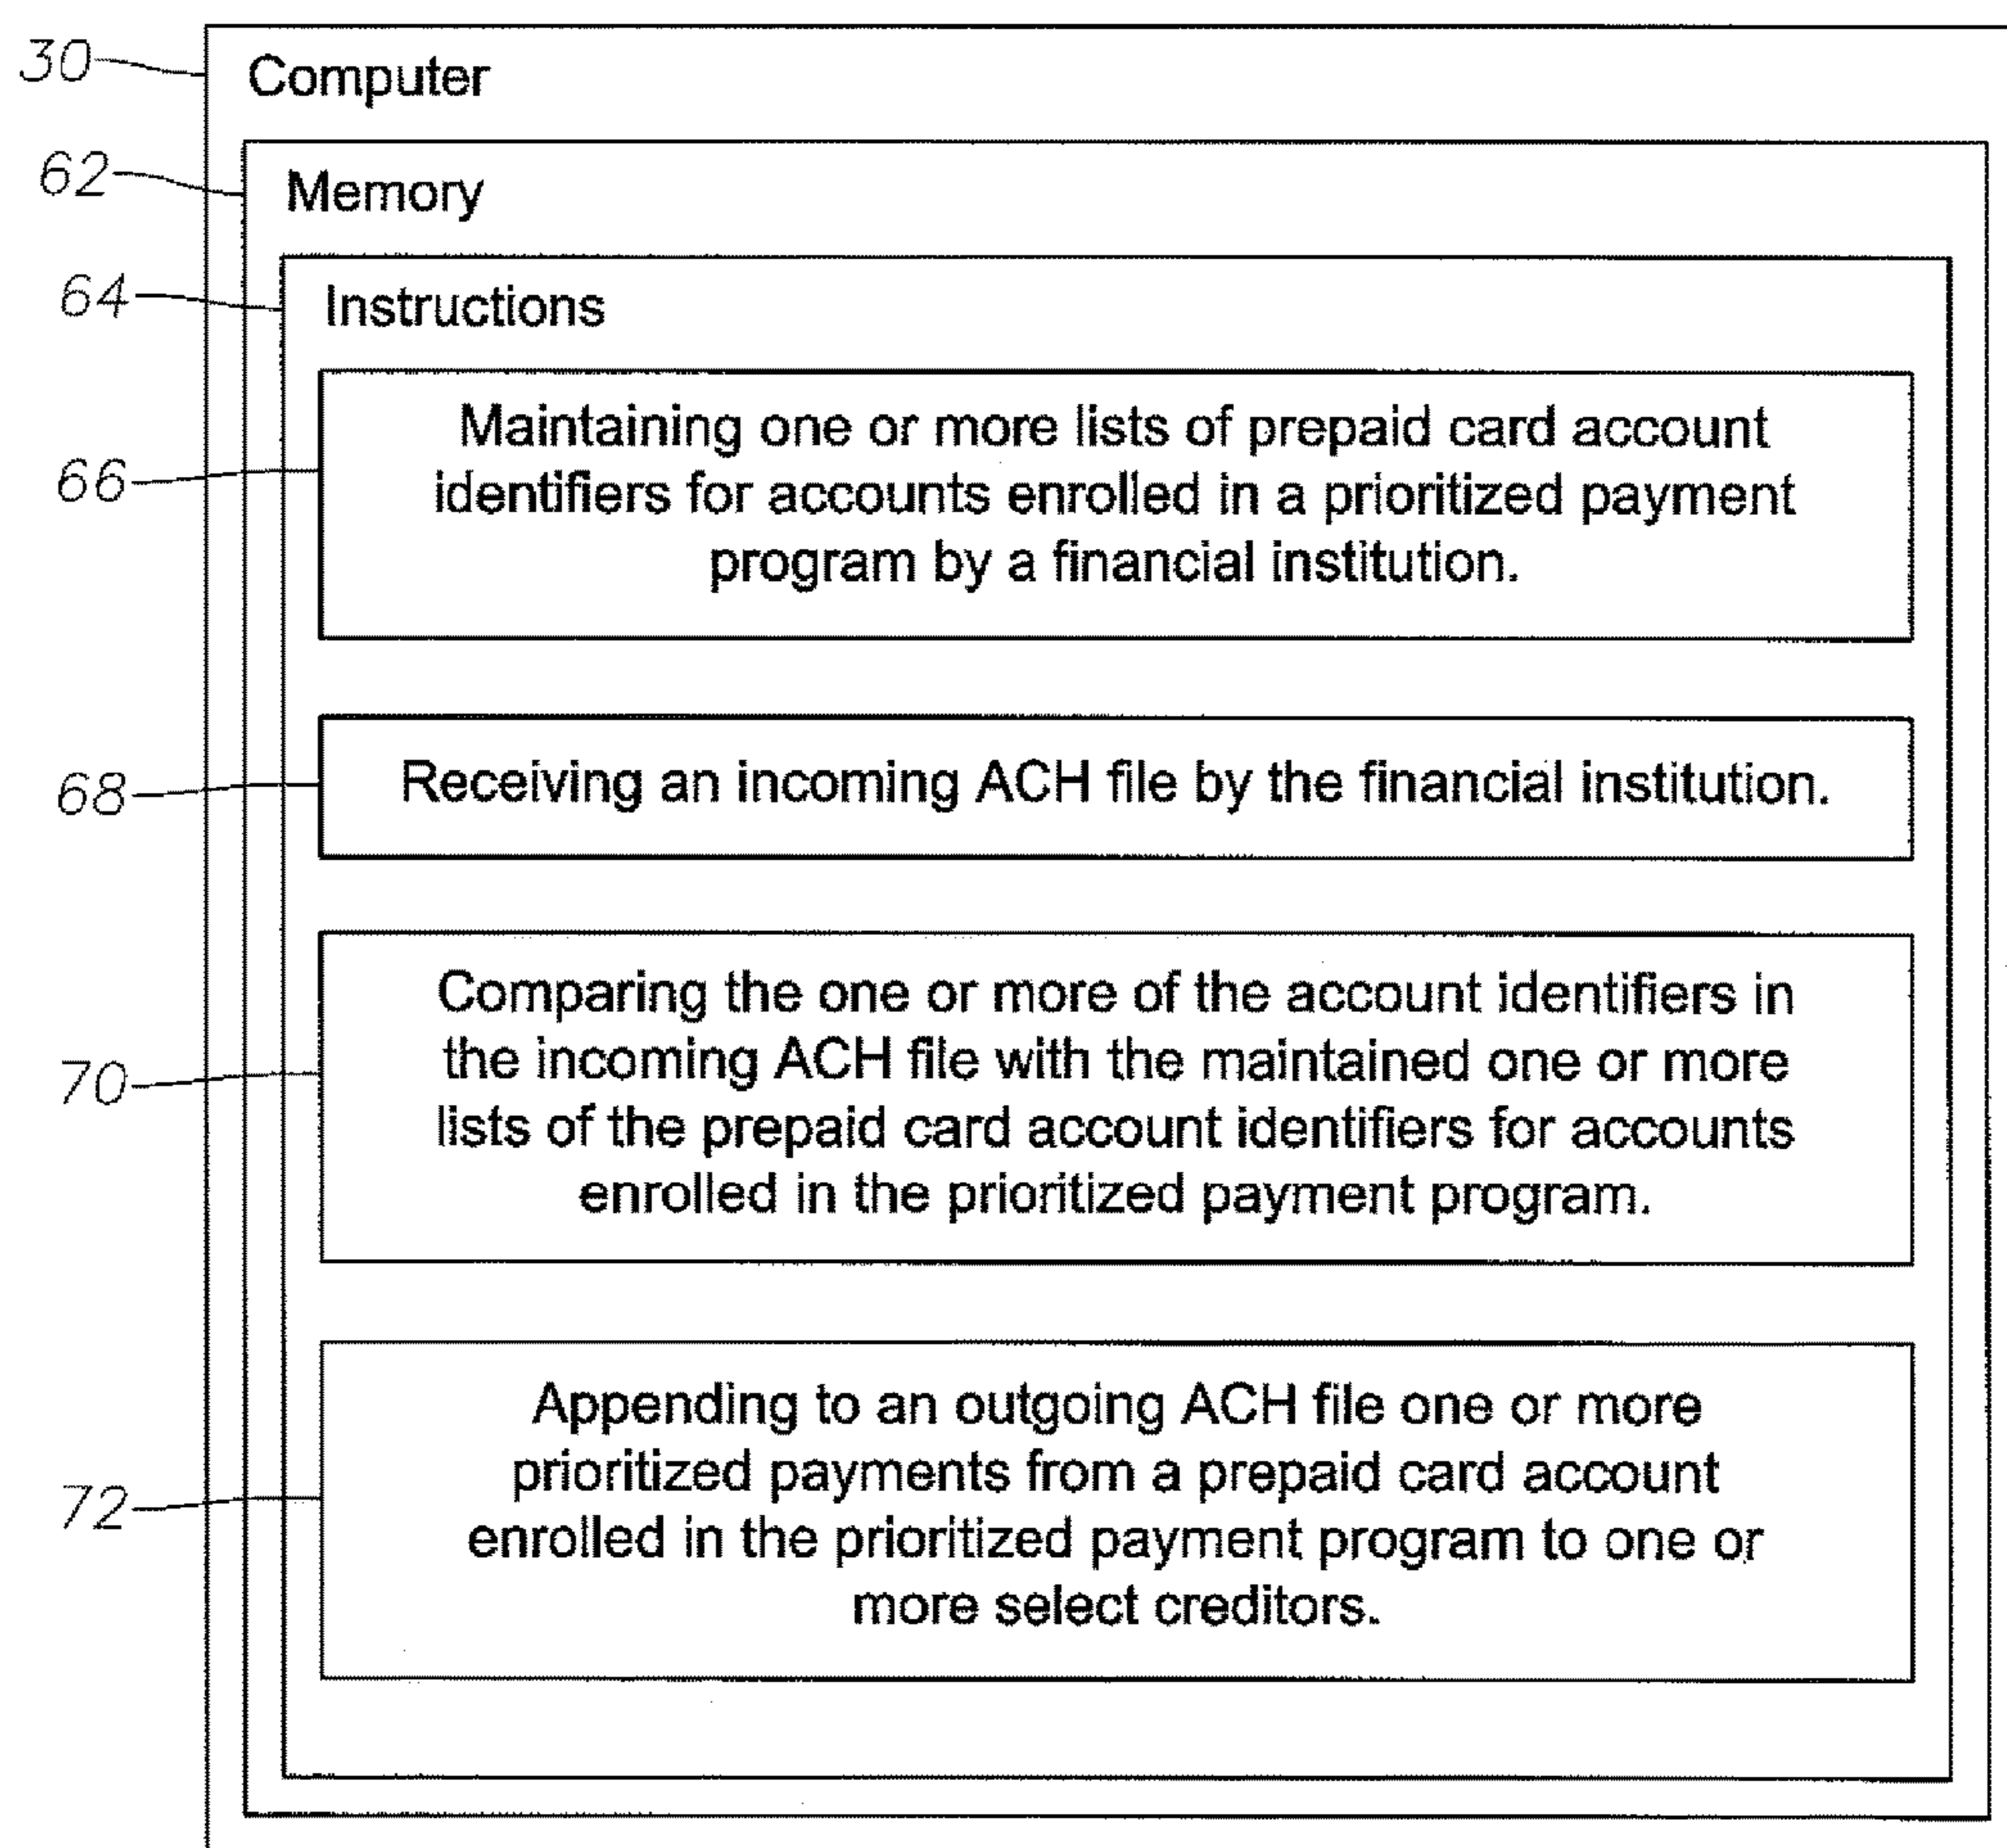 30
Computer
62
Memory
64
Instructions
66
Maintaining one or more lists of prepaid card account
identifiers for accounts enrolled in a prioritized payment
program by a financial institution.
68
Receiving an incoming ACH file by the financial institution.
70
Comparing the one or more of the account identifiers in
the incoming ACH file with the maintained one or more
lists of the prepaid card account identifiers for accounts
enrolled in the prioritized payment program.
72
Appending to an outgoing ACH file one or more
prioritized payments from a prepaid card account
enrolled in the prioritized payment program to one or
more select creditors.